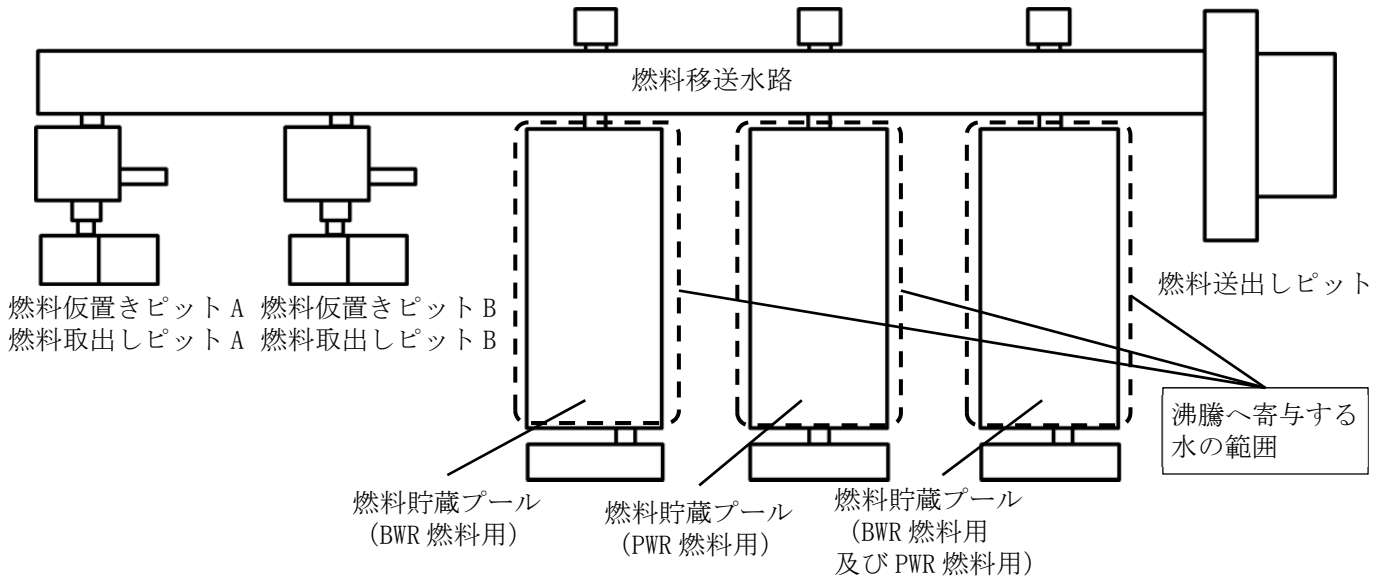 燃料移送水路
燃料仮置きピット A
燃料取出しピット A
燃料仮置きピット B
燃料取出しピット B
燃料送出しピット
沸騰へ寄与する
水の範囲
燃料貯蔵プール
（BWR 燃料用）
燃料貯蔵プール
（PWR 燃料用）
燃料貯蔵プール
（BWR 燃料用
及び PWR 燃料用）